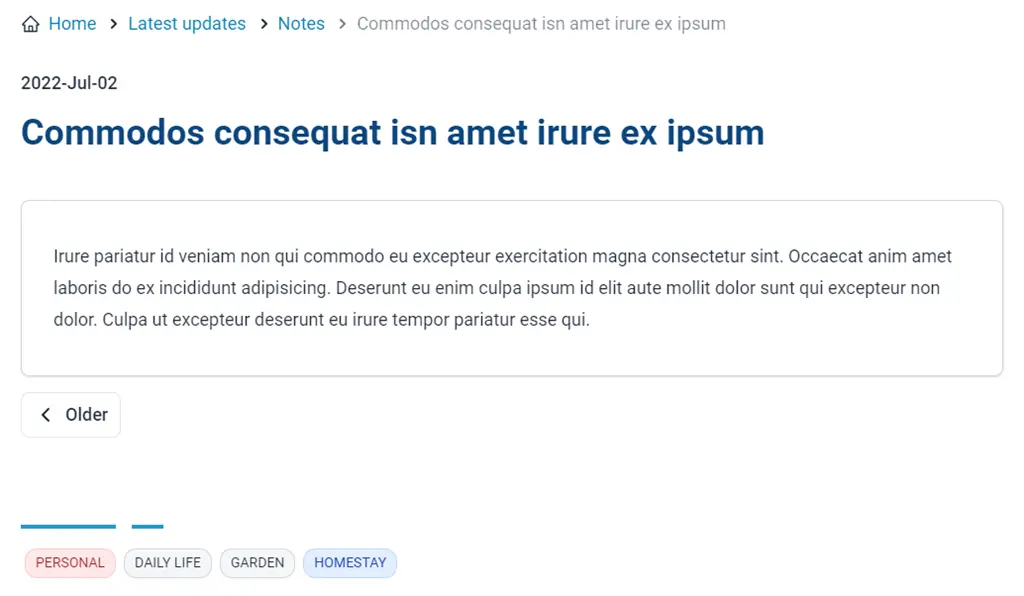 Home > Latest updates > Notes > Commodos consequat isn amet irure ex ipsum
2022-Jul-02
Commodos consequat isn amet irure ex ipsum
Irure pariatur id veniam non qui commodo eu excepteur exercitation magna consectetur sint. Occaecat anim amet
laboris do ex incididunt adipisicing. Deserunt eu enim culpa ipsum id elit aute mollit dolor sunt qui excepteur non
dolor. Culpa ut excepteur deserunt eu irure tempor pariatur esse qui.
Older
PERSONAL DAILY LIFE GARDEN HOMESTAY